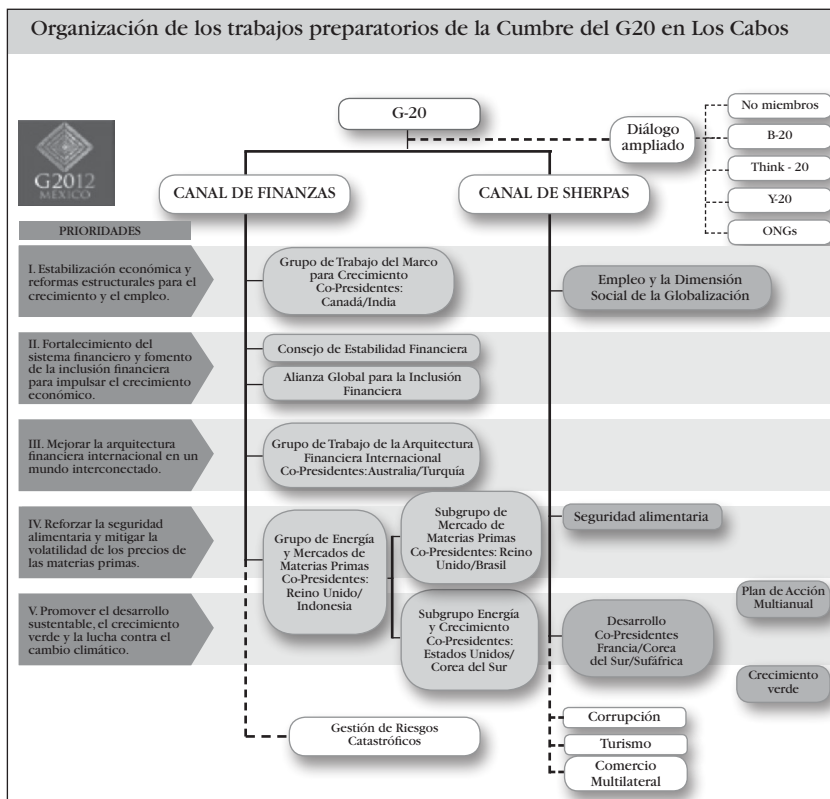 Organización de los trabajos preparatorios de la Cumbre del G20 en Los Cabos
G-20
Diálogo
ampliado
No miembros
B-20
Think - 20
Y-20
ONGs
G2012
MÉXICO
CANAL DE FINANZAS
CANAL DE SHERPAS
PRIORIDADES
I. Estabilización económica y
reformas estructurales para el
crecimiento y el empleo.
Grupo de Trabajo del Marco
para Crecimiento
Co-Presidentes:
Canadá/India
Empleo y la Dimensión
Social de la Globalización
II. Fortalecimiento del
sistema financiero y fomento
de la inclusión financiera
para impulsar el crecimiento
económico.
Consejo de Estabilidad Financiera
Alianza Global para la Inclusión
Financiera
III. Mejorar la arquitectura
financiera internacional en un
mundo interconectado.
Grupo de Trabajo de la Arquitectura
Financiera Internacional
Co-Presidentes: Australia/Turquía
IV. Reforzar la seguridad
alimentaria y mitigar la
volatilidad de los precios de
las materias primas.
Grupo de Energía
y Mercados de
Materias Primas
Co-Presidentes:
Reino Unido/
Indonesia
Subgrupo de
Mercado de
Materias Primas
Co-Presidentes: Reino
Unido/Brasil
Seguridad alimentaria
V. Promover el desarrollo
sustentable, el crecimiento
verde y la lucha contra el
cambio climático.
Subgrupo Energía
y Crecimiento
Co-Presidentes:
Estados Unidos/
Corea del Sur
Desarrollo
Co-Presidentes
Francia/Corea
del Sur/Sufáfrica
Plan de Acción
Multianual
Crecimiento
verde
Gestión de Riesgos
Catastróficos
Corrupción
Turismo
Comercio
Multilateral